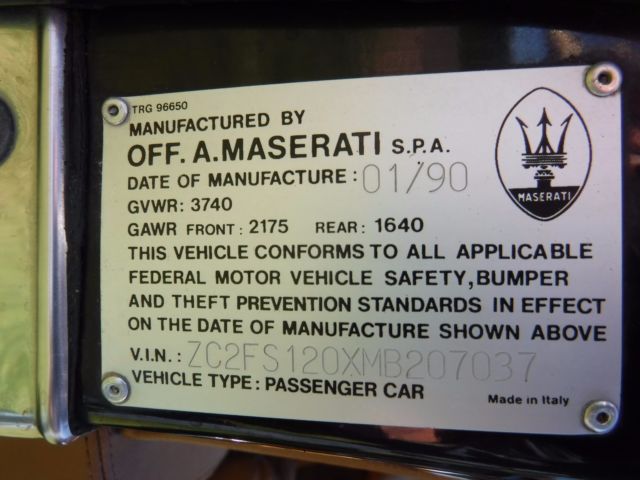 TRG 96650
MANUFACTURED BY
OFF. A. MASERATI S.P.A.
DATE OF MANUFACTURE: 01/90
GVWR: 3740
GAWR FRONT: 2175 REAR: 1640
THIS VEHICLE CONFORMS TO ALL APPLICABLE
FEDERAL MOTOR VEHICLE SAFETY, BUMPER
AND THEFT PREVENTION STANDARDS IN EFFECT
ON THE DATE OF MANUFACTURE SHOWN ABOVE
V.I.N.: ZC2FS120XMB207037
VEHICLE TYPE: PASSENGER CAR
Made in Italy
MASERATI